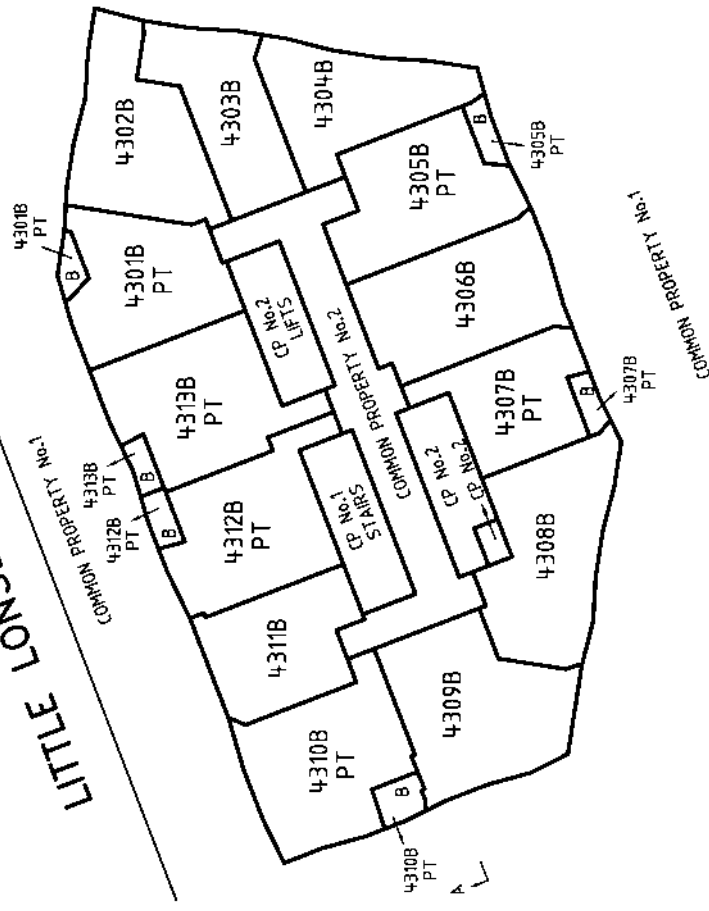 4302B
4303B
4304B
4301B
PT
B
4301B
PT
4305B
PT
B
4305B
PT
CP No.2
LIFTS
4306B
COMMON PROPERTY No.1
COMMON PROPERTY No.2
4313B
PT
B
4313B
PT
4307B
PT
B
4307B
PT
COMMON PROPERTY No.1
4312B
PT
B
4312B
PT
CP No.1
STAIRS
CP No.2
CP No.2
4308B
4311B
4309B
LITTLE
4310B
PT
B
4310B
PT
A